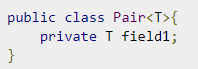 public class Pair<T>{
    private T field1;
}